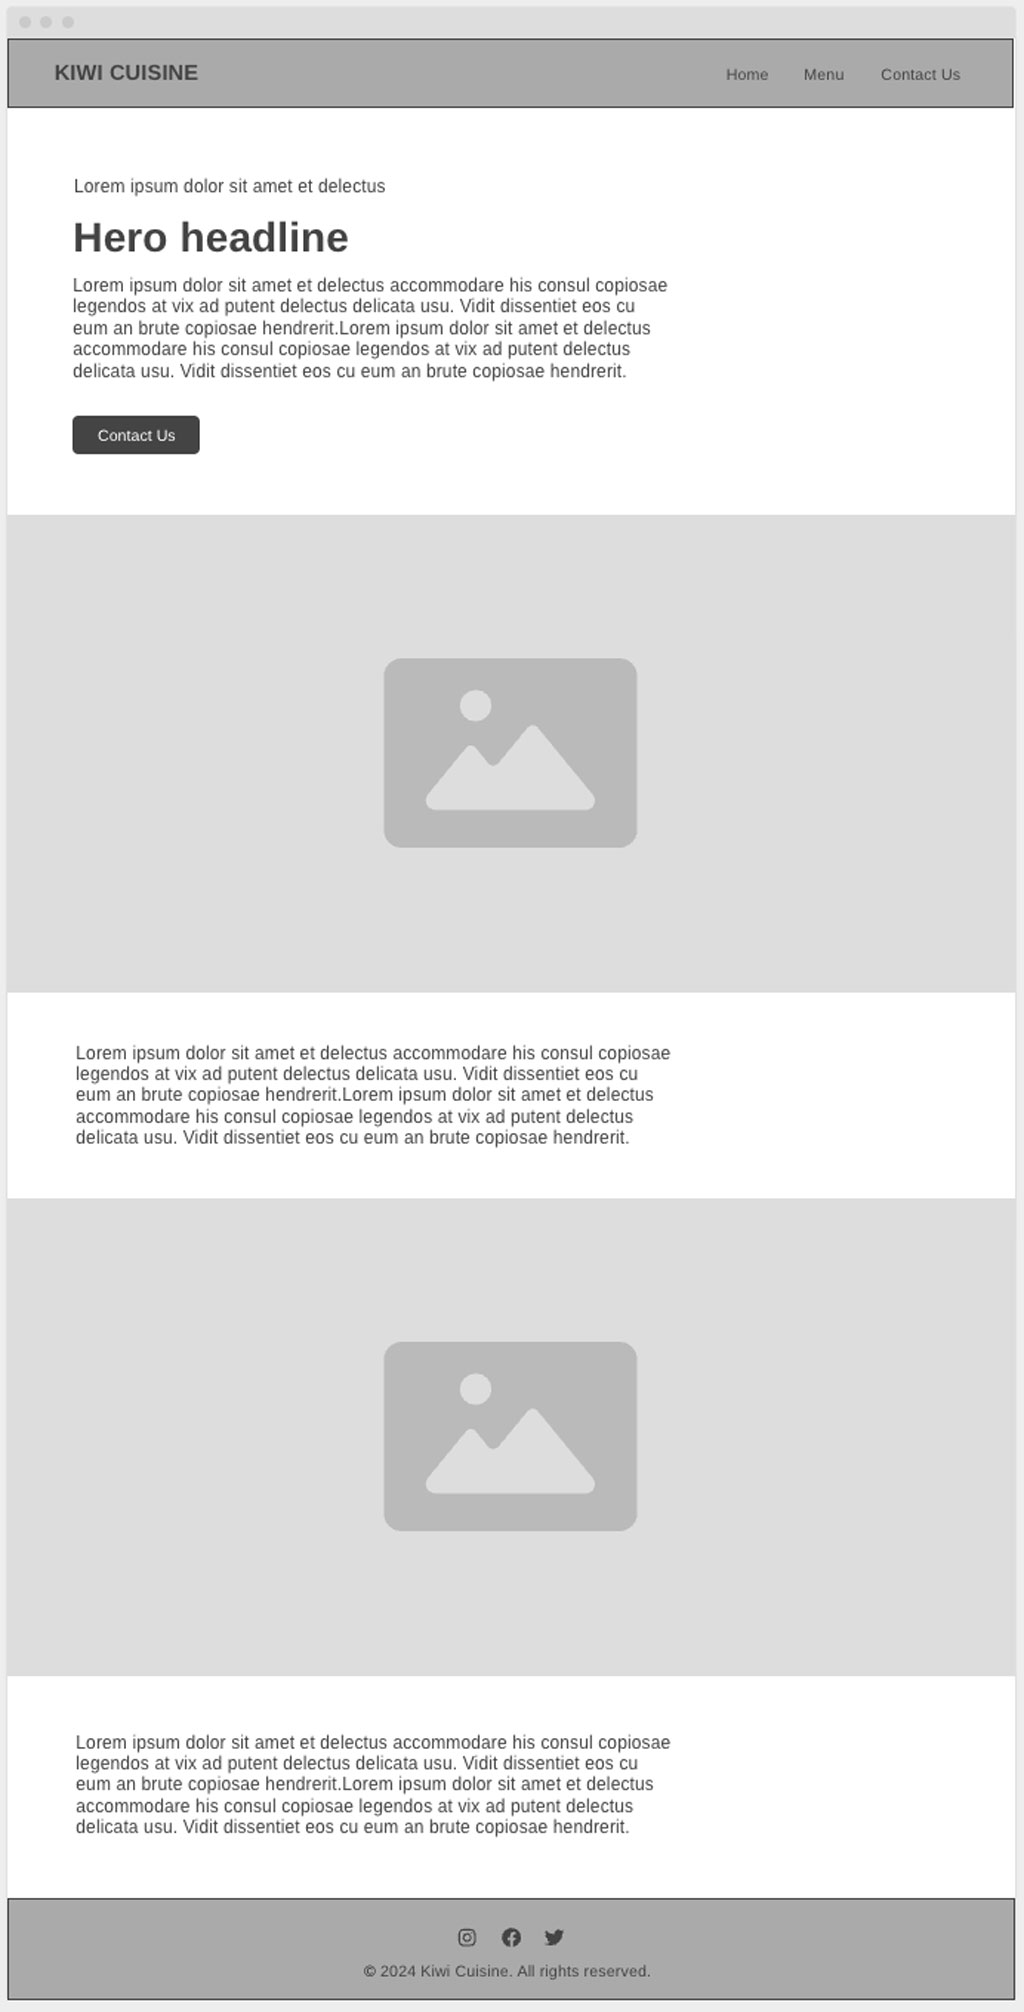 KIWI CUISINE
Home Menu Contact Us
Lorem ipsum dolor sit amet et delectus
Hero headline
Lorem ipsum dolor sit amet et delectus accommodare his consul copiosae
legendos at vix ad putent delectus delicata usu. Vidit dissentiet eos cu
eum an brute copiosae hendrerit.Lorem ipsum dolor sit amet et delectus
accommodare his consul copiosae legendos at vix ad putent delectus
delicata usu. Vidit dissentiet eos cu eum an brute copiosae hendrerit.
Contact Us
Lorem ipsum dolor sit amet et delectus accommodare his consul copiosae
legendos at vix ad putent delectus delicata usu. Vidit dissentiet eos cu
eum an brute copiosae hendrerit.Lorem ipsum dolor sit amet et delectus
accommodare his consul copiosae legendos at vix ad putent delectus
delicata usu. Vidit dissentiet eos cu eum an brute copiosae hendrerit.
Lorem ipsum dolor sit amet et delectus accommodare his consul copiosae
legendos at vix ad putent delectus delicata usu. Vidit dissentiet eos cu
eum an brute copiosae hendrerit.Lorem ipsum dolor sit amet et delectus
accommodare his consul copiosae legendos at vix ad putent delectus
delicata usu. Vidit dissentiet eos cu eum an brute copiosae hendrerit.
© 2024 Kiwi Cuisine. All rights reserved.